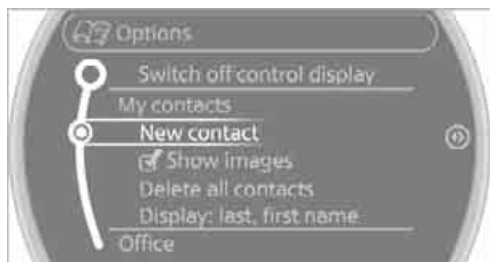 Options
Switch off control display
My contacts
New contact
Show images
Delete all contacts
Display: last, first name
Office